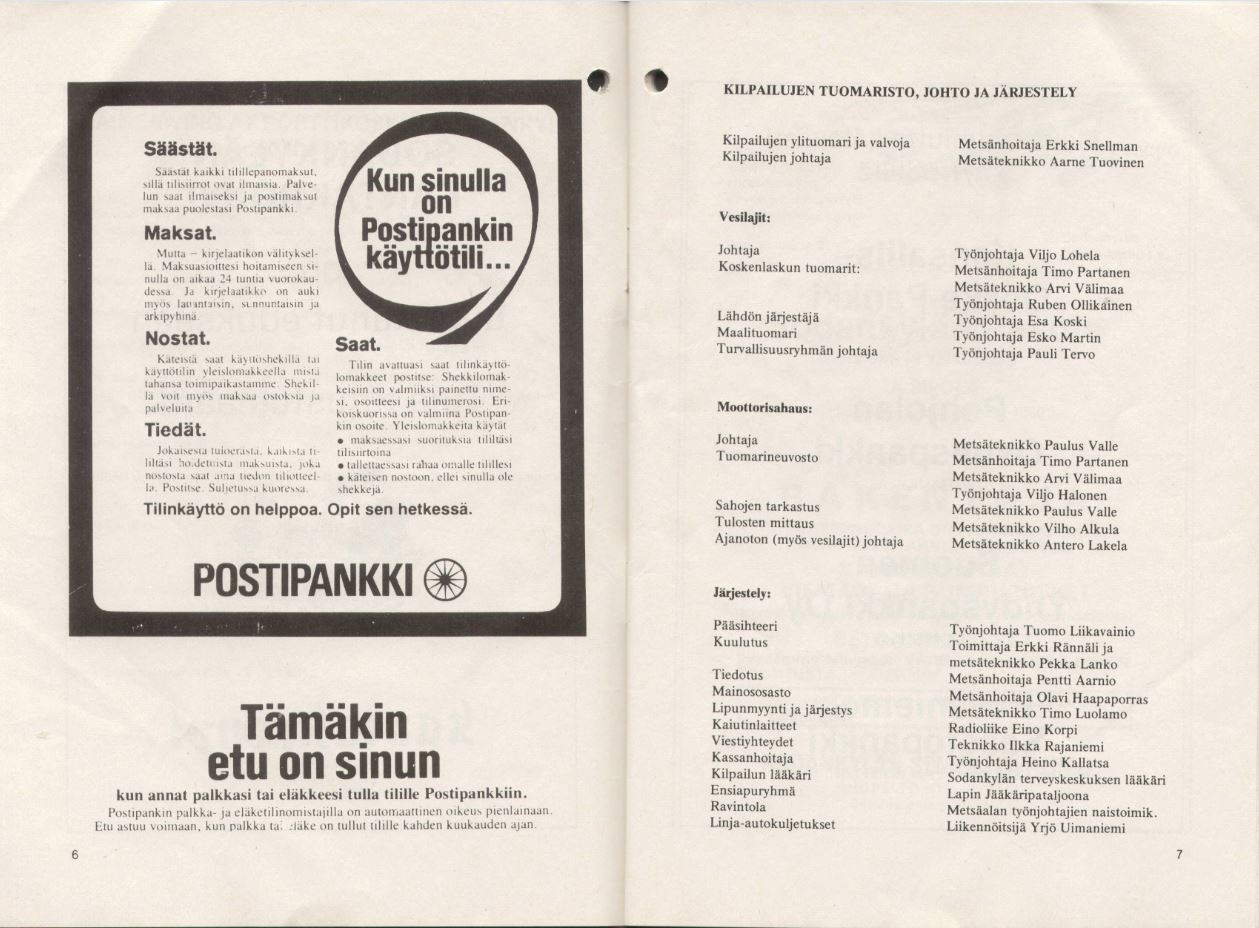 Säästät.
Säästät kaikki tilillepanomaksut,
sillä tilisiirrot ovat ilmaisia. Palve-
lun saat ilmaiseksi ja postimaksut
maksaa puolestasi Postipankki.
Maksat.
Mutta – kirjelaatikon välityksel-
lä. Maksuasioittesi hoitamiseen si-
nulla on aikaa 24 tuntia vuorokau-
dessa. Ja kirjelaatikko on auki
myös lauantaisin, sunnuntaisin ja
arkipyhinä.
Nostat.
Käteistä saat käyttöshekillä tai
käyttötilin yleislomakkeella mistä
tahansa toimipaikastamme. Shekil-
lä voit myös maksaa ostoksia ja
palveluita
Tiedät.
Jokaisesta tuloerästä, kaikista ti-
liltäsi hoidetuista maksuista, joka
nostosta saat aina tiedon tiliotteel-
la. Postitse. Suljetussa kuoressa.
Kun sinulla
on
Postipankin
käyttötili...
Saat.
Tilin avattuasi saat tilinkäyttö-
lomakkeet postitse: Shekkilomak-
keisiin on valmiiksi painettu nime-
si, osoitteesi ja tilinumerosi. Eri-
koiskuorissa on valmiina Postipan-
kin osoite. Yleislomakkeita käytät
• maksaessasi suorituksia tililtäsi
tilisiirtoina
• tallettaessasi rahaa omalle tilillesi
• käteisen nostoon, ellei sinulla ole
shekkejä.
Tilinkäyttö on helppoa. Opit sen hetkessä.
POSTIPANKKI
Tämäkin
etu on sinun
kun annat palkkasi tai eläkkeesi tulla tilille Postipankkiin.
Postipankin palkka- ja eläketilinomistajilla on automaattinen oikeus pienlainaan.
Etu astuu voimaan, kun palkka tai eläke on tullut tilille kahden kuukauden ajan.
6
KILPAILUJEN TUOMARISTO, JOHTO JA JÄRJESTELY
Kilpailujen ylituomari ja valvoja Metsänhoitaja Erkki Snellman
Kilpailujen johtaja Metsäteknikko Aarne Tuovinen
Vesilajit:
Johtaja Työnjohtaja Viljo Lohela
Koskenlaskun tuomarit: Metsänhoitaja Timo Partanen
Metsäteknikko Arvi Välimaa
Työnjohtaja Ruben Ollikainen
Lähdön järjestäjä Työnjohtaja Esa Koski
Maalituomari Työnjohtaja Esko Martin
Turvallisuusryhmän johtaja Työnjohtaja Pauli Tervo
Moottorisahaus:
Johtaja Metsäteknikko Paulus Valle
Tuomarineuvosto Metsänhoitaja Timo Partanen
Metsäteknikko Arvi Välimaa
Työnjohtaja Viljo Halonen
Sahojen tarkastus Metsäteknikko Paulus Valle
Tulosten mittaus Metsäteknikko Vilho Alkula
Ajanoton (myös vesilajit) johtaja Metsäteknikko Antero Lakela
Järjestely:
Pääsihteeri Työnjohtaja Tuomo Liikavainio
Kuulutus Toimittaja Erkki Rännäli ja
metsäteknikko Pekka Lanko
Tiedotus Metsänhoitaja Pentti Aarnio
Mainososasto Metsänhoitaja Olavi Haapaporras
Lipunmyynti ja järjestys Metsäteknikko Timo Luolamo
Kaiutinlaitteet Radioliike Eino Korpi
Viestiyhteydet Teknikko Ilkka Rajaniemi
Kassanhoitaja Työnjohtaja Heino Kallatsa
Kilpailun lääkäri Sodankylän terveyskeskuksen lääkäri
Ensiapuryhmä Lapin Jääkäripataljoona
Ravintola Metsäalan työnjohtajien naistoimik.
Linja-autokuljetukset Liikennöitsijä Yrjö Uimaniemi
7